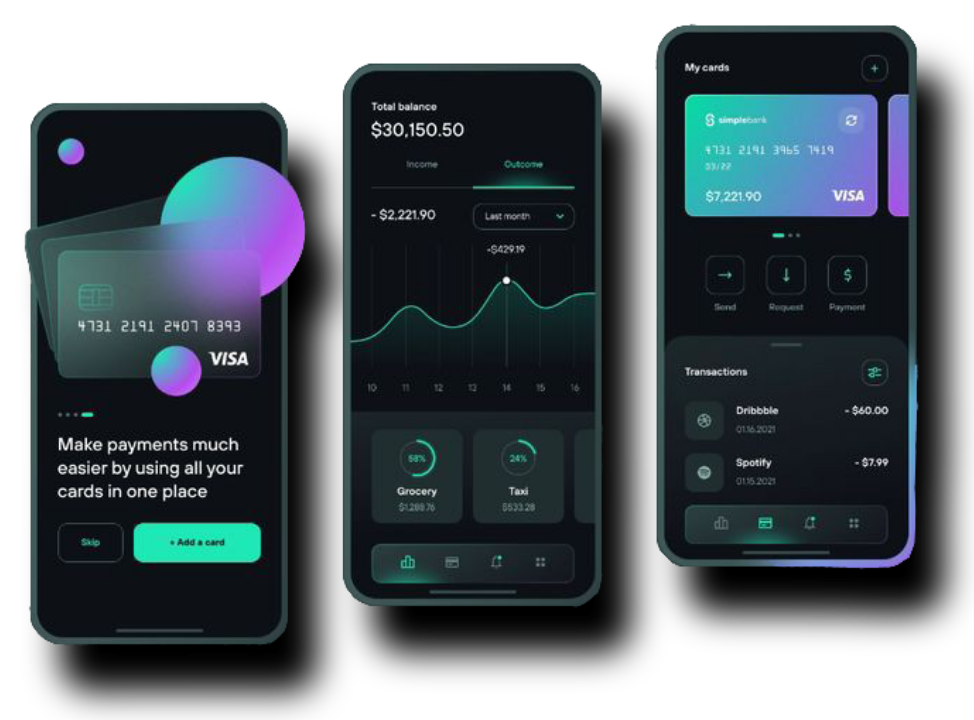 4731 2191 2407 8393
VISA
Make payments much
easier by using all your
cards in one place
Skip
+ Add a card
Total balance
$30,150.50
Income
Outcome
- $2,221.90
Last month
-$429.19
10 11 12 13 14 15 16
58%
24%
Grocery
Taxi
$1,288.76
$533.28
My cards
simplebank
4731 2191 3965 7419
03/22
$7,221.90
VISA
Send
Request
Payment
Transactions
Dribbble
- $60.00
01.16.2021
Spotify
- $7.99
01.15.2021